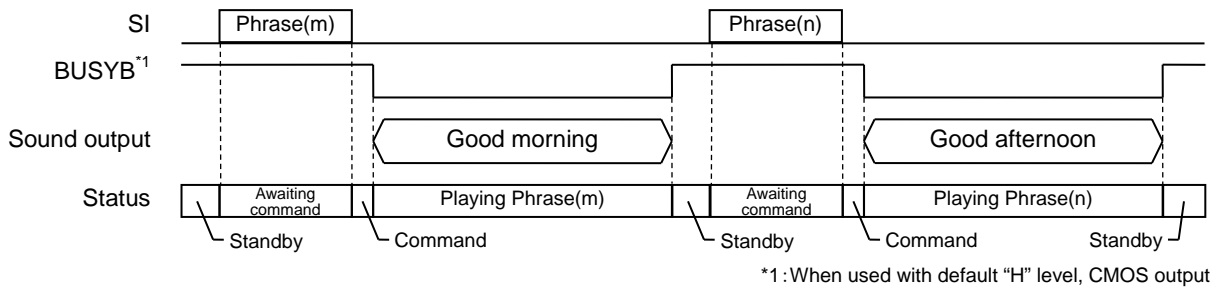 SI
Phrase(m)
Phrase(n)
BUSYB*1
Sound output
Good morning
Good afternoon
Status
Awaiting
command
Playing Phrase(m)
Awaiting
command
Playing Phrase(n)
Standby
Command
Standby
Command
Standby
*1:When used with default “H” level, CMOS output